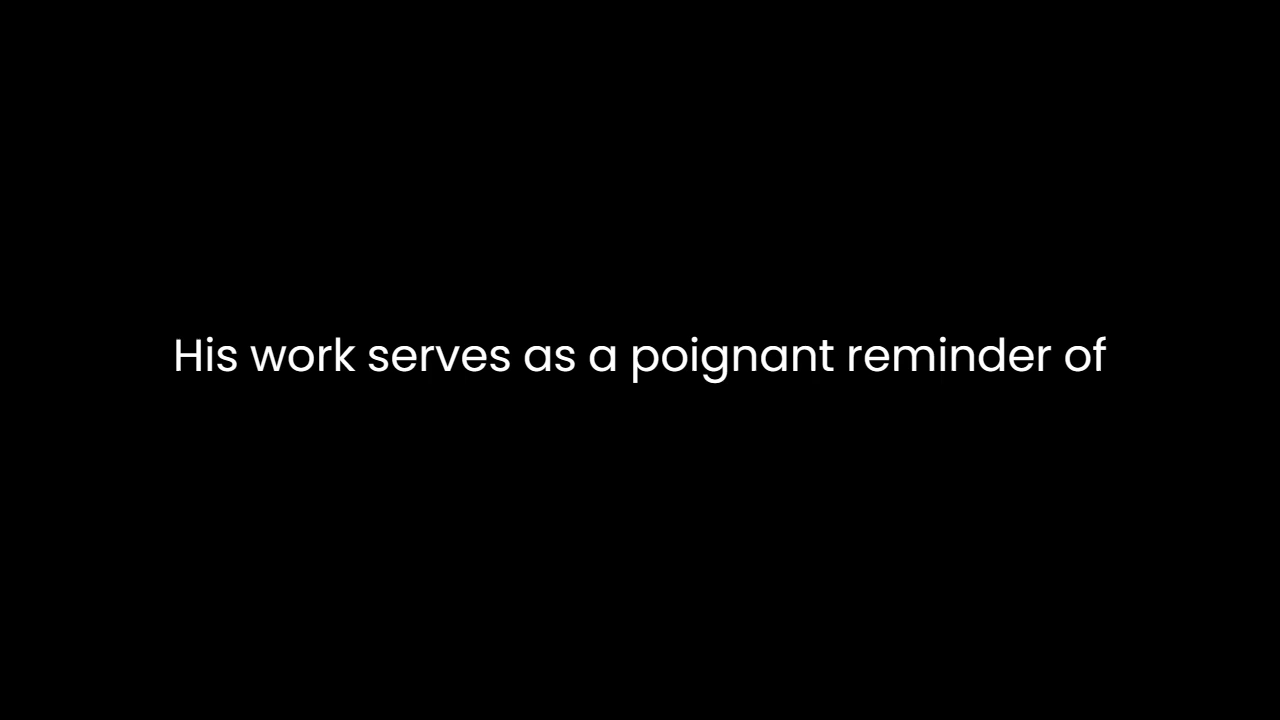 His work serves as a poignant reminder of